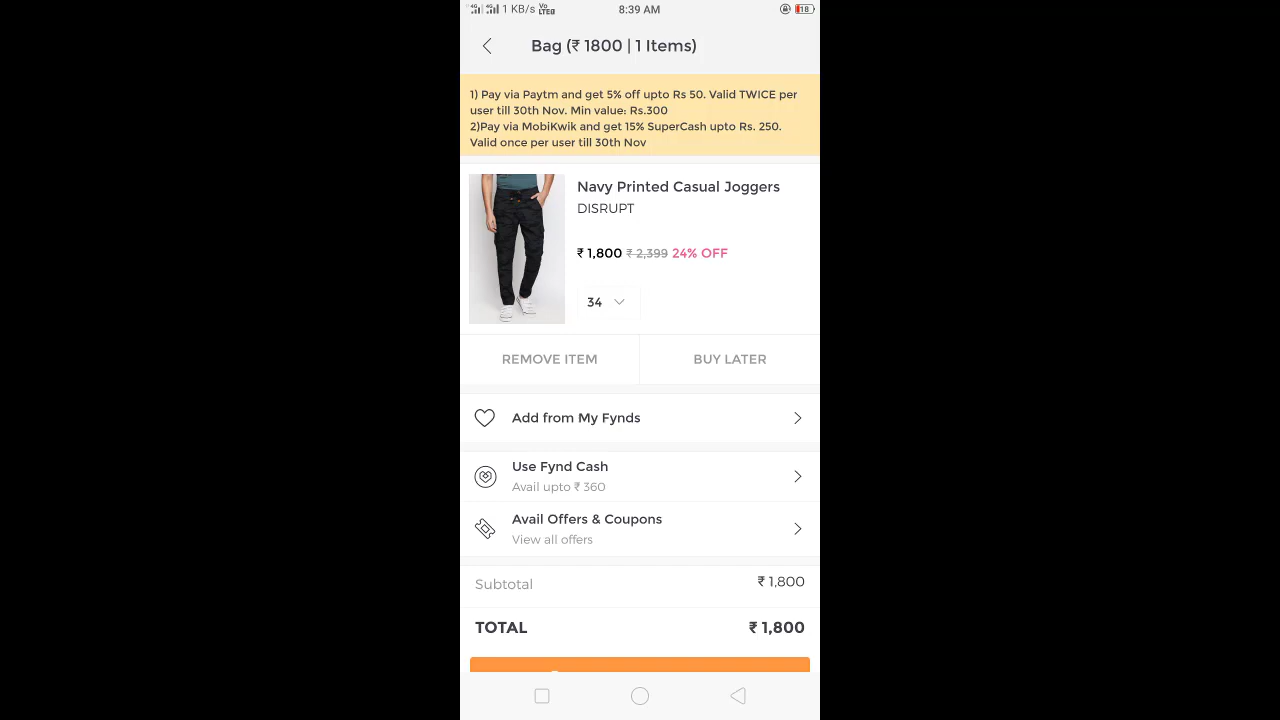 1 KB/s Vo LTE 8:39 AM 18
Bag (₹ 1800 | 1 Items)
1) Pay via Paytm and get 5% off upto Rs 50. Valid TWICE per
user till 30th Nov. Min value: Rs.300
2)Pay via MobiKwik and get 15% SuperCash upto Rs. 250.
Valid once per user till 30th Nov
Navy Printed Casual Joggers
DISRUPT
₹ 1,800 ₹ 2,399 24% OFF
34
REMOVE ITEM BUY LATER
Add from My Fynds
Use Fynd Cash
Avail upto ₹ 360
Avail Offers & Coupons
View all offers
Subtotal ₹ 1,800
TOTAL ₹ 1,800